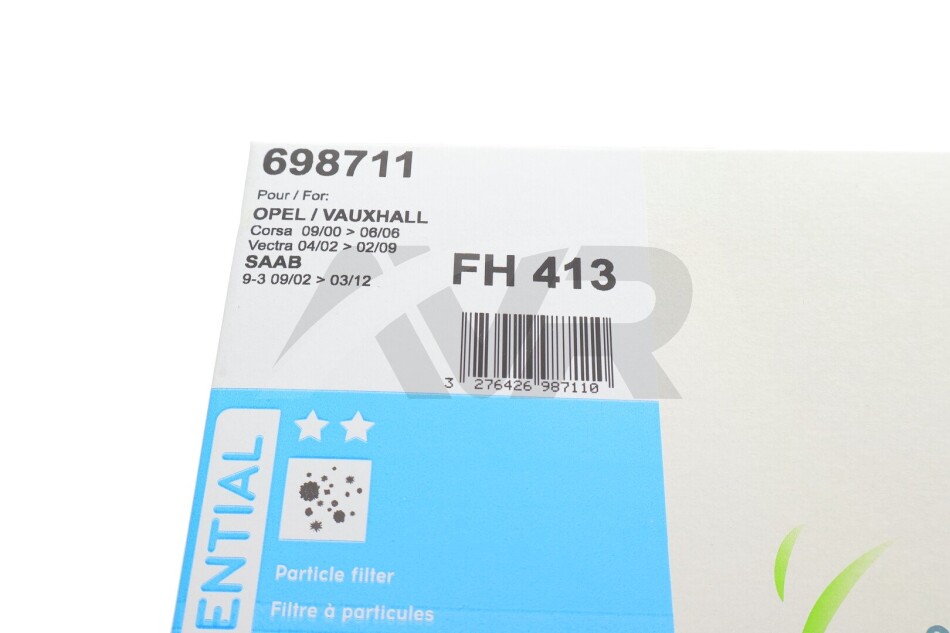 698711
Pour / For:
OPEL / VAUXHALL
Corsa 09/00 > 06/06
Vectra 04/02 > 02/09
SAAB
9-3 09/02 > 03/12
FH 413
3 276426 987110
ENTIAL
Particle filter
Filtre à particules